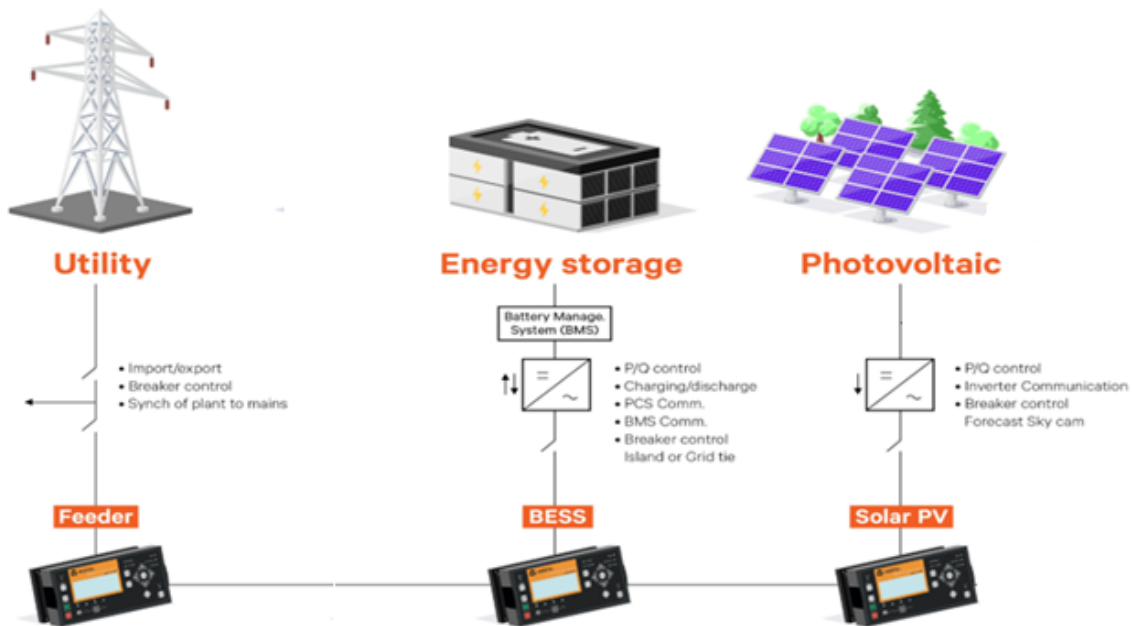 Utility
Energy storage
Photovoltaic
Battery Manage.
System (BMS)
• Import/export
• Breaker control
• Synch of plant to mains
• P/Q control
• Charging/discharge
• PCS Comm.
• BMS Comm.
• Breaker control
Island or Grid tie
• P/Q control
• Inverter Communication
• Breaker control
Forecast Sky cam
Feeder
BESS
Solar PV